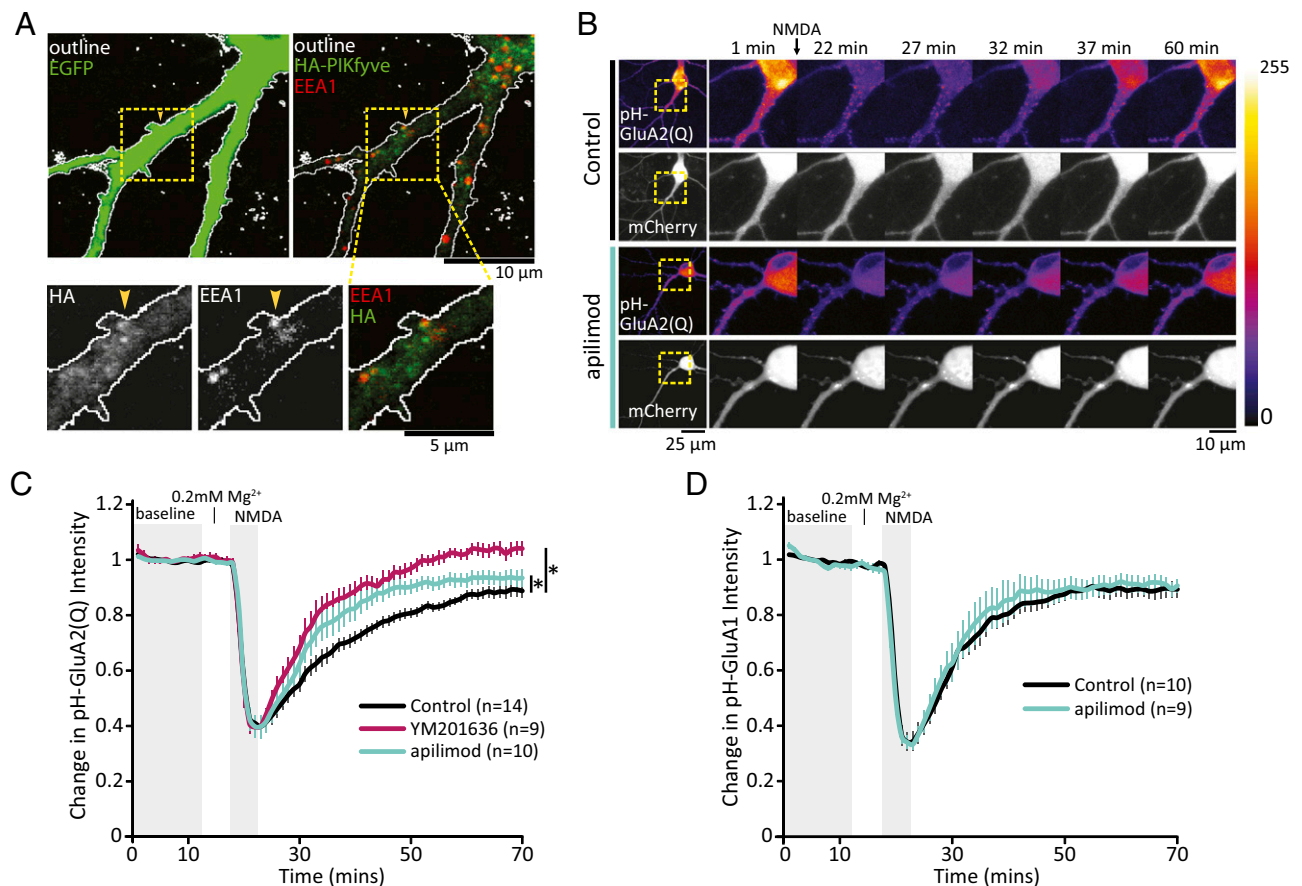 A
outline
EGFP
outline
HA-PIKfyve
EEA1
10 µm
HA
EEA1
EEA1
HA
5 µm
B
NMDA
1 min
22 min
27 min
32 min
37 min
60 min
Control
pH-
GluA2(Q)
mCherry
apilimod
pH-
GluA2(Q)
mCherry
25 µm
10 µm
255
0
C
Change in pH-GluA2(Q) Intensity
1.2
1
0.8
0.6
0.4
0.2
0
baseline
0.2mM Mg²⁺
NMDA
*
*
Control (n=14)
YM201636 (n=9)
apilimod (n=10)
0
10
30
50
70
Time (mins)
D
Change in pH-GluA1 Intensity
1.2
1
0.8
0.6
0.4
0.2
0
baseline
0.2mM Mg²⁺
NMDA
Control (n=10)
apilimod (n=9)
0
10
30
50
70
Time (mins)